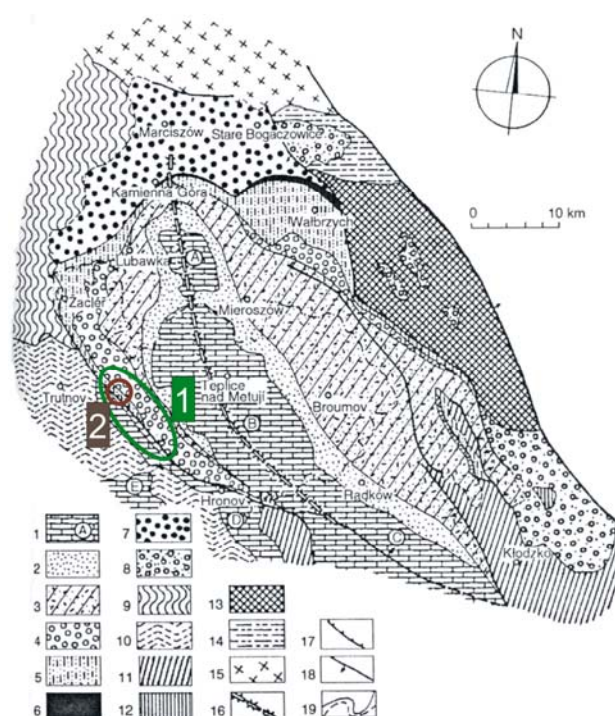 N
Marciszów
Stare Bogaczowice
Kamienna Góra
0 10 km
Wałbrzych
Lubawka
A
Žacléř
Mieroszów
Trutnov
1
2
Teplice
nad Metují
B
Broumov
E
Hronov
Radków
D
C
Kłodzko
1 A 7
2 8
3 9 13
4 10 14 17
5 11 15 18
6 12 16 19